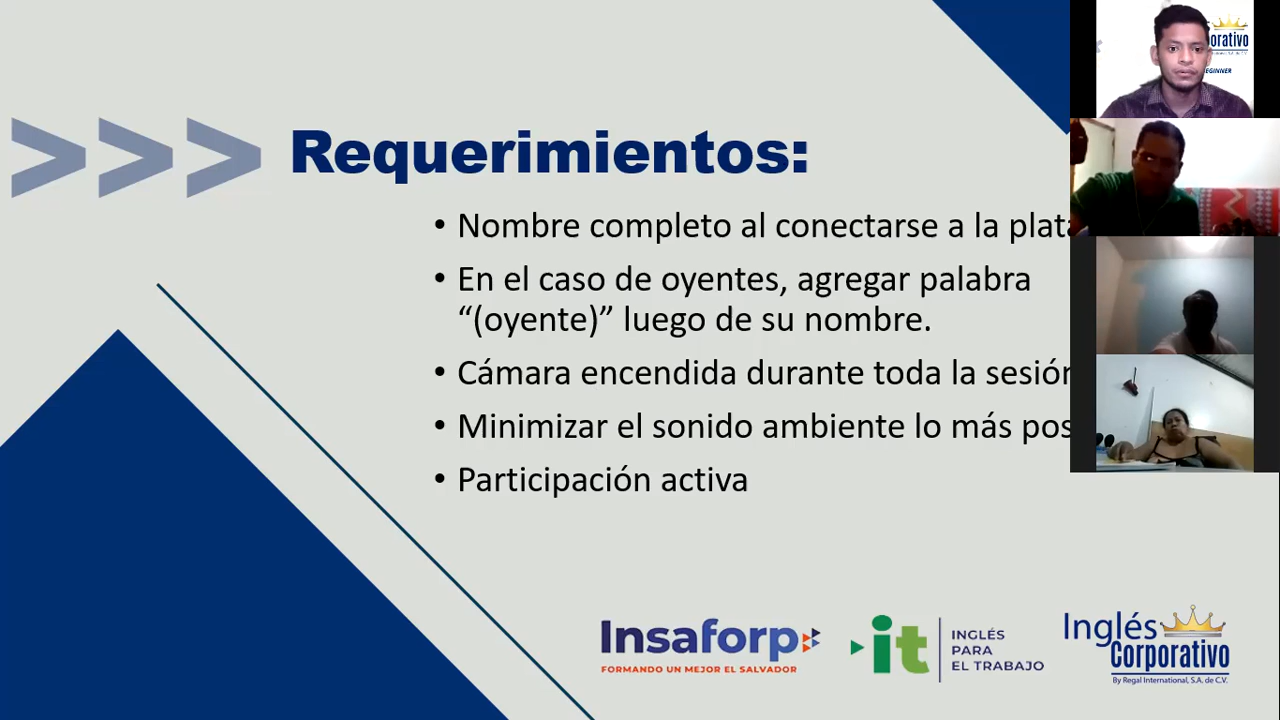 Requerimientos:
• Nombre completo al conectarse a la
• En el caso de oyentes, agregar palabra
“(oyente)” luego de su nombre.
• Cámara encendida durante toda la sesión
• Minimizar el sonido ambiente lo más
• Participación activa
Insaforp
FORMANDO UN MEJOR EL SALVADOR
it
INGLÉS
PARA
EL TRABAJO
Inglés
Corporativo
By Regal International, S.A. de C.V.